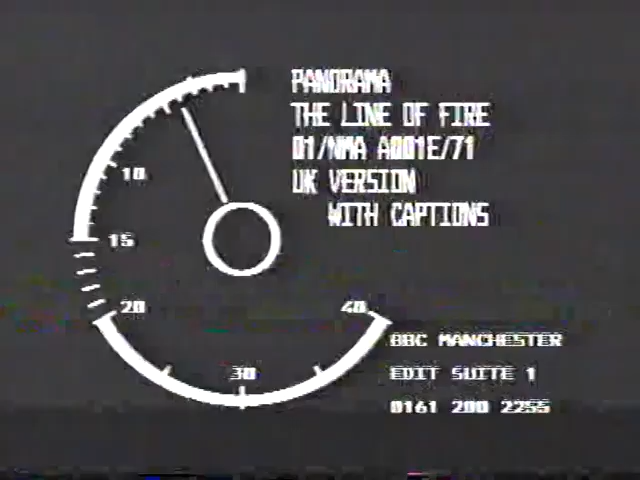 PANORAMA
THE LINE OF FIRE
01/NMA A001E/71
UK VERSION
WITH CAPTIONS
10
15
20
40
30
BBC MANCHESTER
EDIT SUITE 1
0161 200 2255